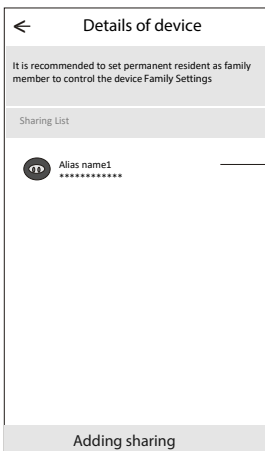 Details of device
It is recommended to set permanent resident as family
member to control the device Family Settings
Sharing List
Alias name1
************
Adding sharing